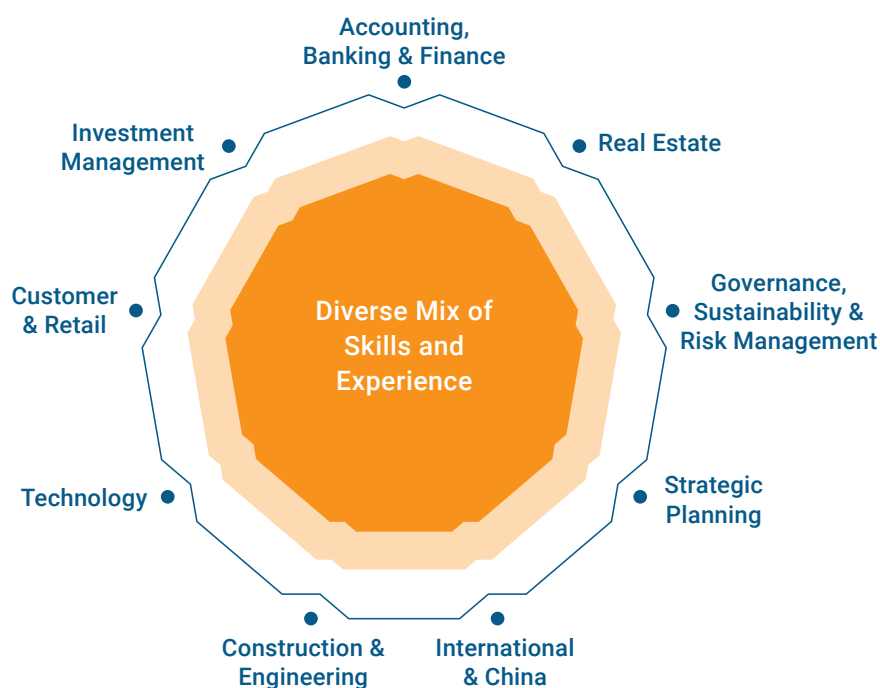 Accounting,
Banking & Finance
Real Estate
Governance,
Sustainability &
Risk Management
Strategic
Planning
International
& China
Construction &
Engineering
Technology
Customer
& Retail
Investment
Management
Diverse Mix of
Skills and
Experience